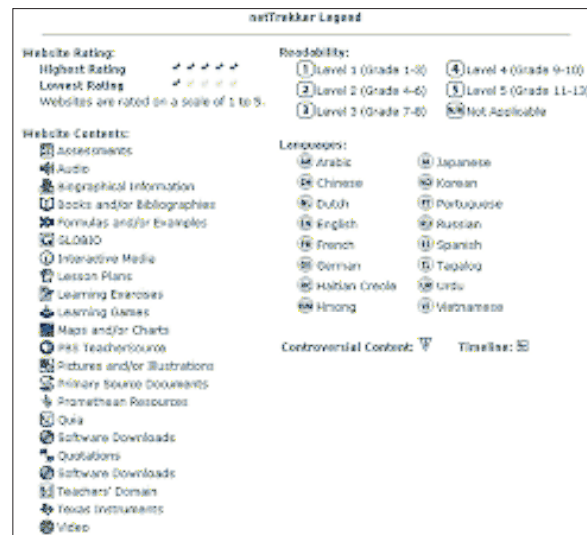 netTrekker Legend
Website Rating:
Highest Rating
Lowest Rating
Websites are rated on a scale of 1 to 5.
Website Contents:
Assessments
Audio
Biographical Information
Books and/or Bibliographies
Formulas and/or Examples
GLOBIO
Interactive Media
Lesson Plans
Learning Exercises
Learning Games
Maps and/or Charts
PBS TeacherSource
Pictures and/or Illustrations
Primary Source Documents
Promethean Resources
Quia
Software Downloads
Quotations
Software Downloads
Teachers' Domain
Texas Instruments
Video
Readability:
1 Level 1 (Grade 1-3) 4 Level 4 (Grade 9-10)
2 Level 2 (Grade 4-6) 5 Level 5 (Grade 11-13)
3 Level 3 (Grade 7-8) N/A Not Applicable
Languages:
Arabic Japanese
Chinese Korean
Dutch Portuguese
English Russian
French Spanish
German Tagalog
Haitian Creole Urdu
Hmong Vietnamese
Controversial Content: Timeline: